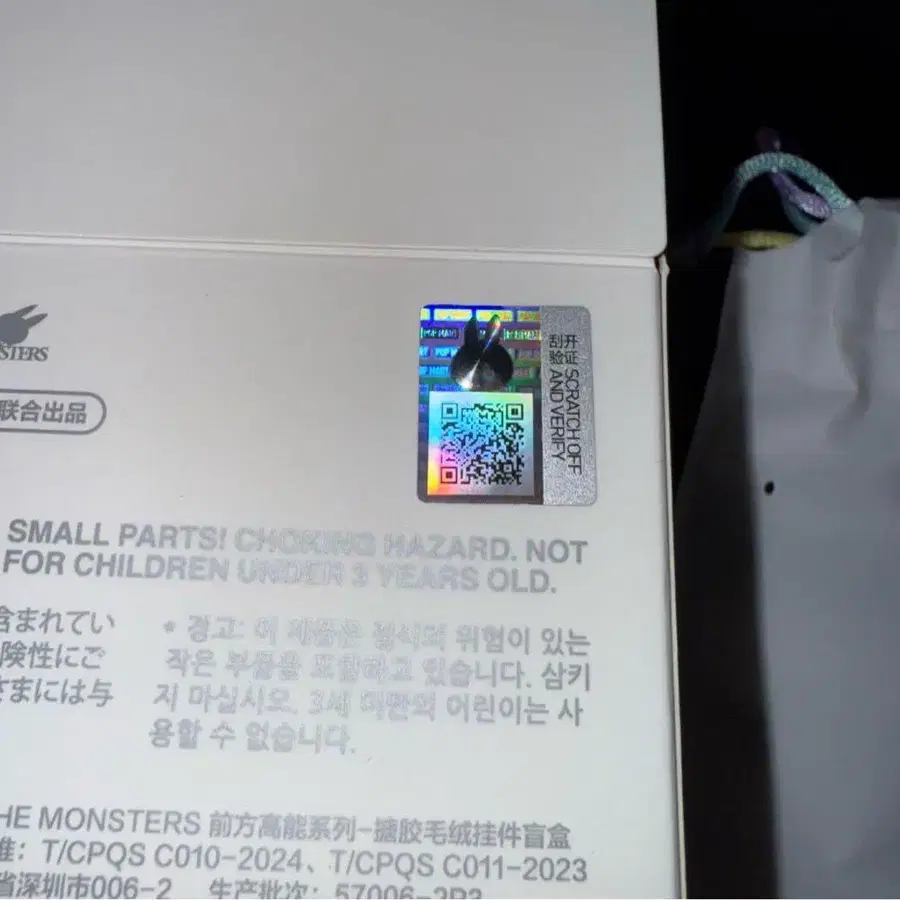 STERS
联合出品
POP MART
刮开
验证
SCRATCH OFF
AND VERIFY
SMALL PARTS! CHOKING HAZARD. NOT
FOR CHILDREN UNDER 3 YEARS OLD.
含まれてい
険性にご
さまには与
* 경고: 이 제품은 질식의 위험이 있는
작은 부품을 포함하고 있습니다. 삼키
지 마십시오. 3세 미만의 어린이는 사
용할 수 없습니다.
HE MONSTERS 前方高能系列-搪胶毛绒挂件盲盒
准: T/CPQS C010-2024、T/CPQS C011-2023
省深圳市006-2 生产批次: